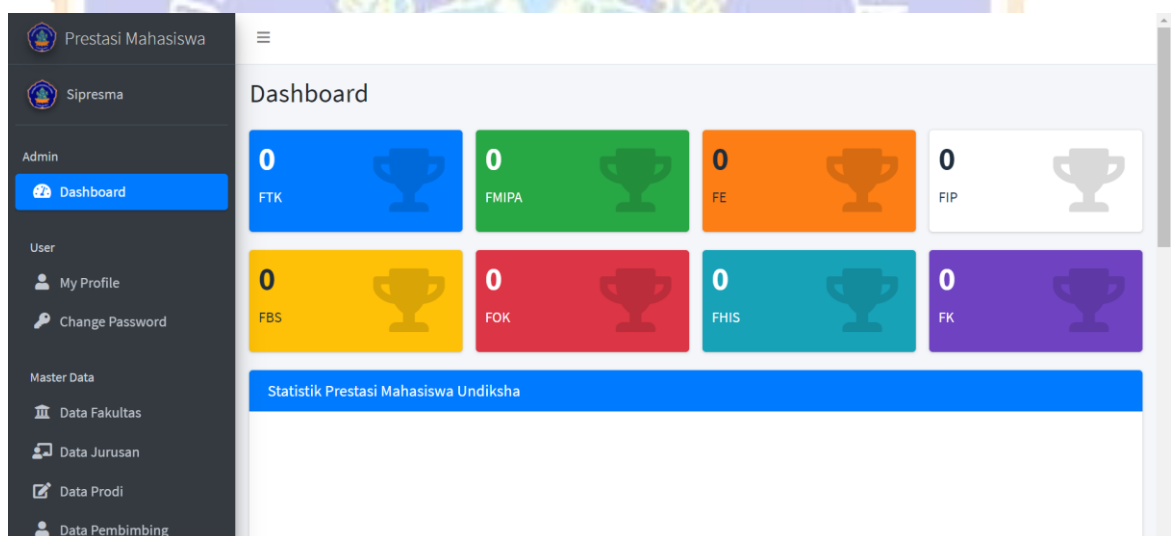 Prestasi Mahasiswa
Sipresma
Admin
Dashboard
User
My Profile
Change Password
Master Data
Data Fakultas
Data Jurusan
Data Prodi
Data Pembimbing
Dashboard
0
FTK
0
FMIPA
0
FE
0
FIP
0
FBS
0
FOK
0
FHIS
0
FK
Statistik Prestasi Mahasiswa Undiksha